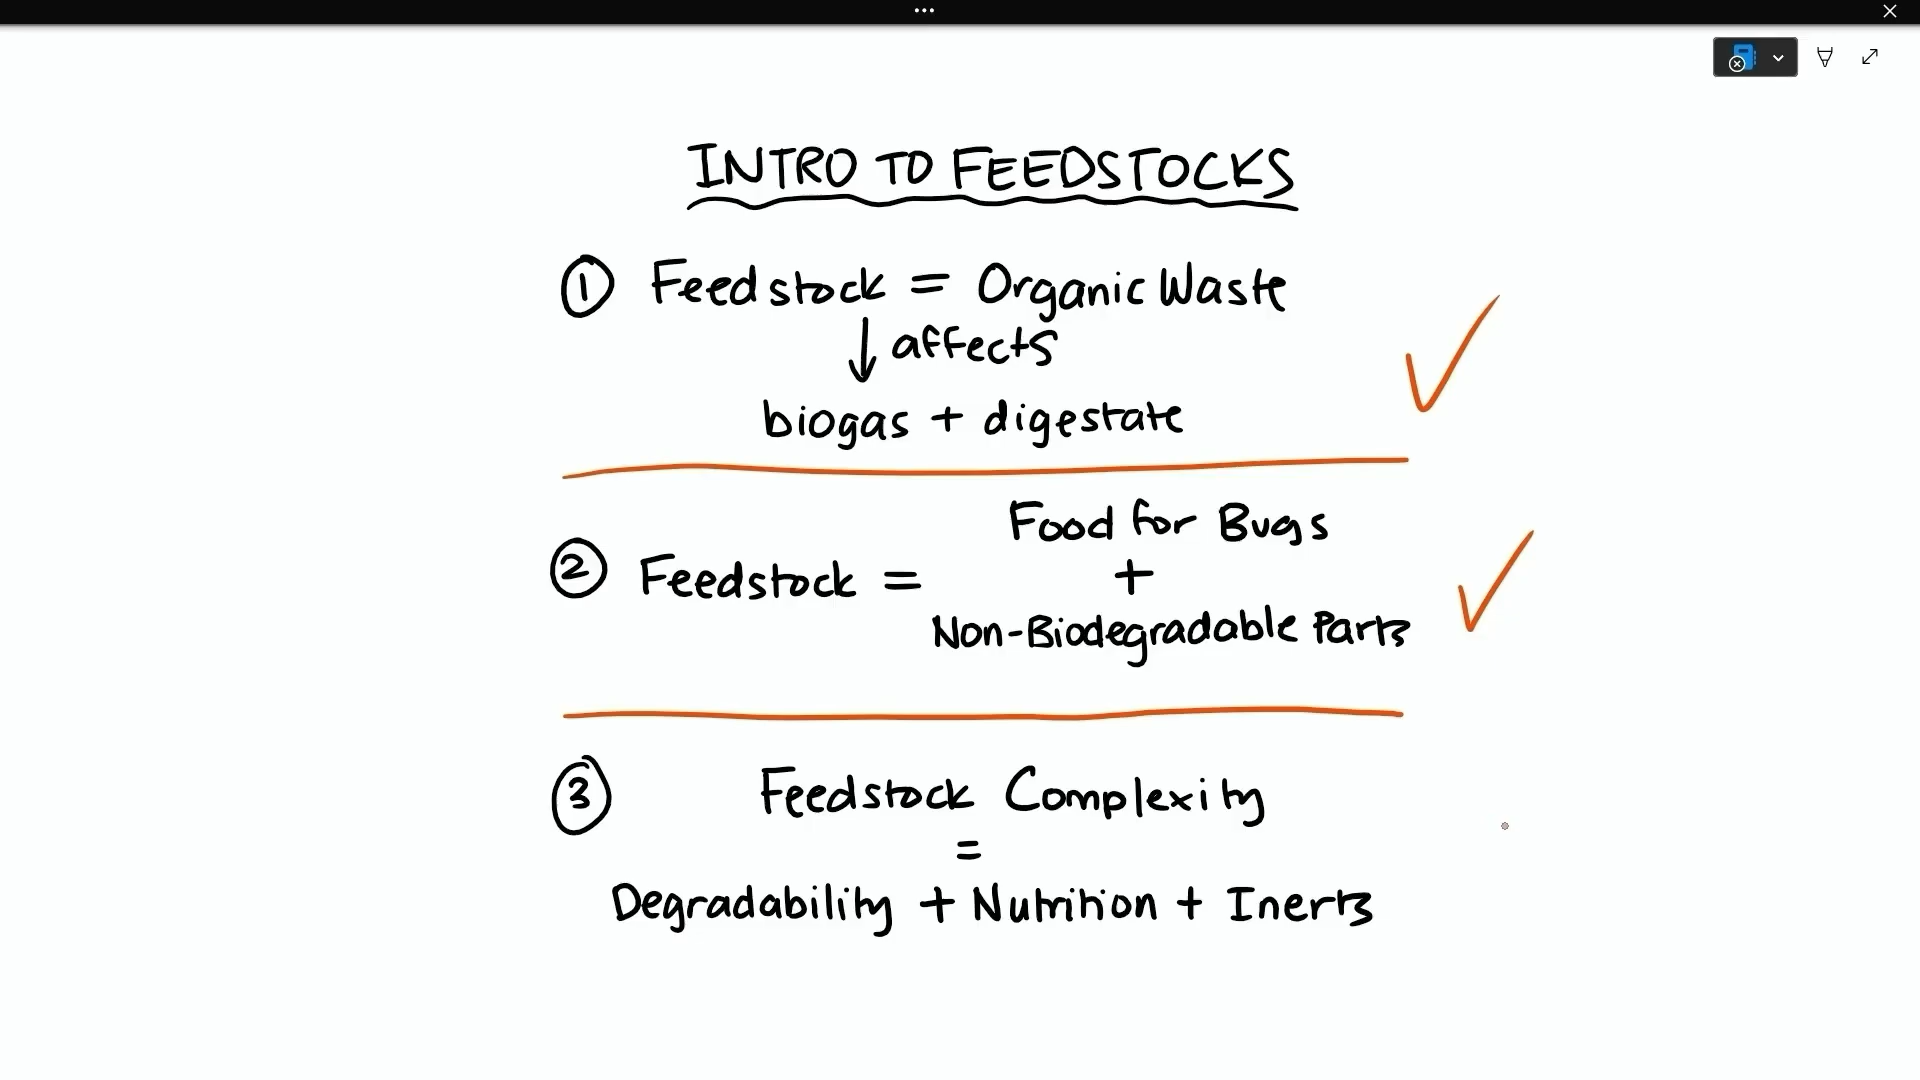 INTRO TO FEEDSTOCKS
① Feedstock = Organic Waste
↓ affects
biogas + digestate
Food for Bugs
+
② Feedstock =
Non-Biodegradable Parts
③ Feedstock Complexity
=
Degradability + Nutrition + Inerts